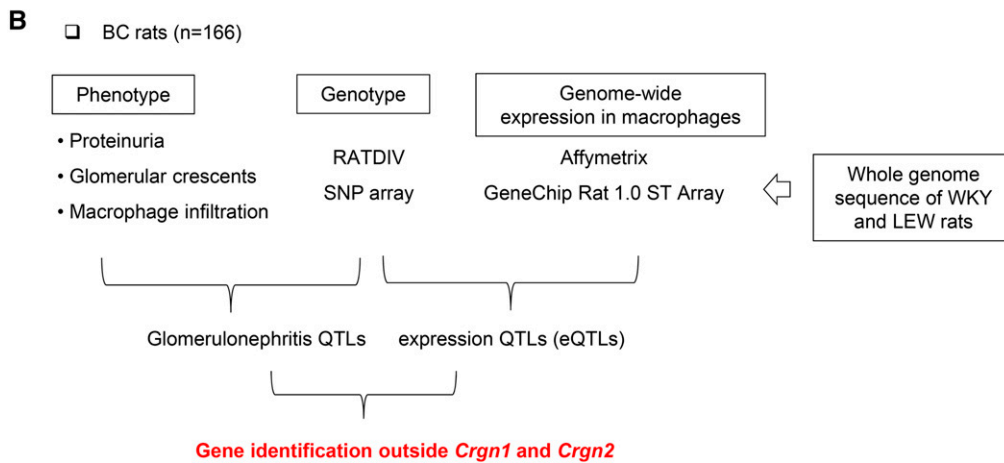 B
❑ BC rats (n=166)
Phenotype
• Proteinuria
• Glomerular crescents
• Macrophage infiltration
Genotype
RATDIV
SNP array
Genome-wide
expression in macrophages
Affymetrix
GeneChip Rat 1.0 ST Array
Whole genome
sequence of WKY
and LEW rats
Glomerulonephritis QTLs
expression QTLs (eQTLs)
Gene identification outside Crgn1 and Crgn2